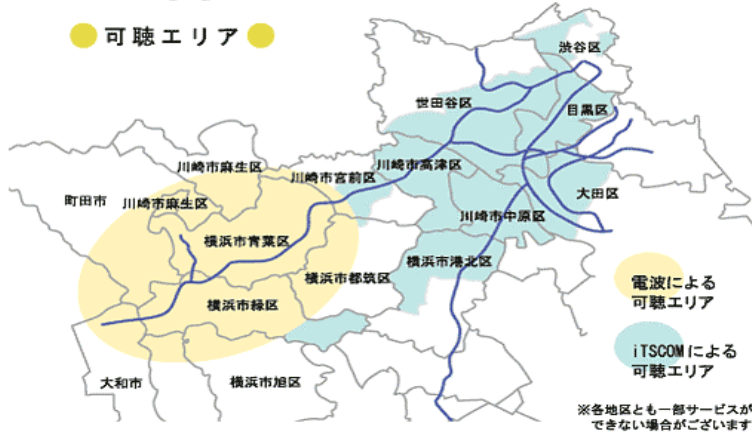 可聴エリア
渋谷区
世田谷区
目黒区
川崎市麻生区
川崎市宮前区
川崎市高津区
町田市
川崎市麻生区
大田区
川崎市中原区
横浜市青葉区
横浜市港北区
横浜市都筑区
横浜市緑区
大和市
横浜市旭区
電波による
可聴エリア
iTSCOMによる
可聴エリア
※各地区とも一部サービスが
できない場合がございます